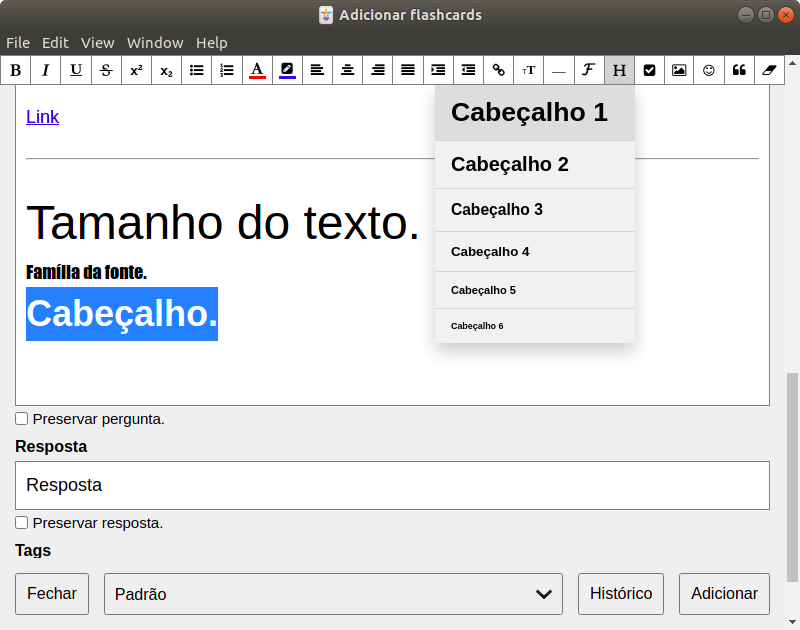 Adicionar flashcards
File Edit View Window Help
B I U S x² x₂ A T T F H
Link
Tamanho do texto.
Família da fonte.
Cabeçalho.
Cabeçalho 1
Cabeçalho 2
Cabeçalho 3
Cabeçalho 4
Cabeçalho 5
Cabeçalho 6
Preservar pergunta.
Resposta
Resposta
Preservar resposta.
Tags
Fechar Padrão Histórico Adicionar